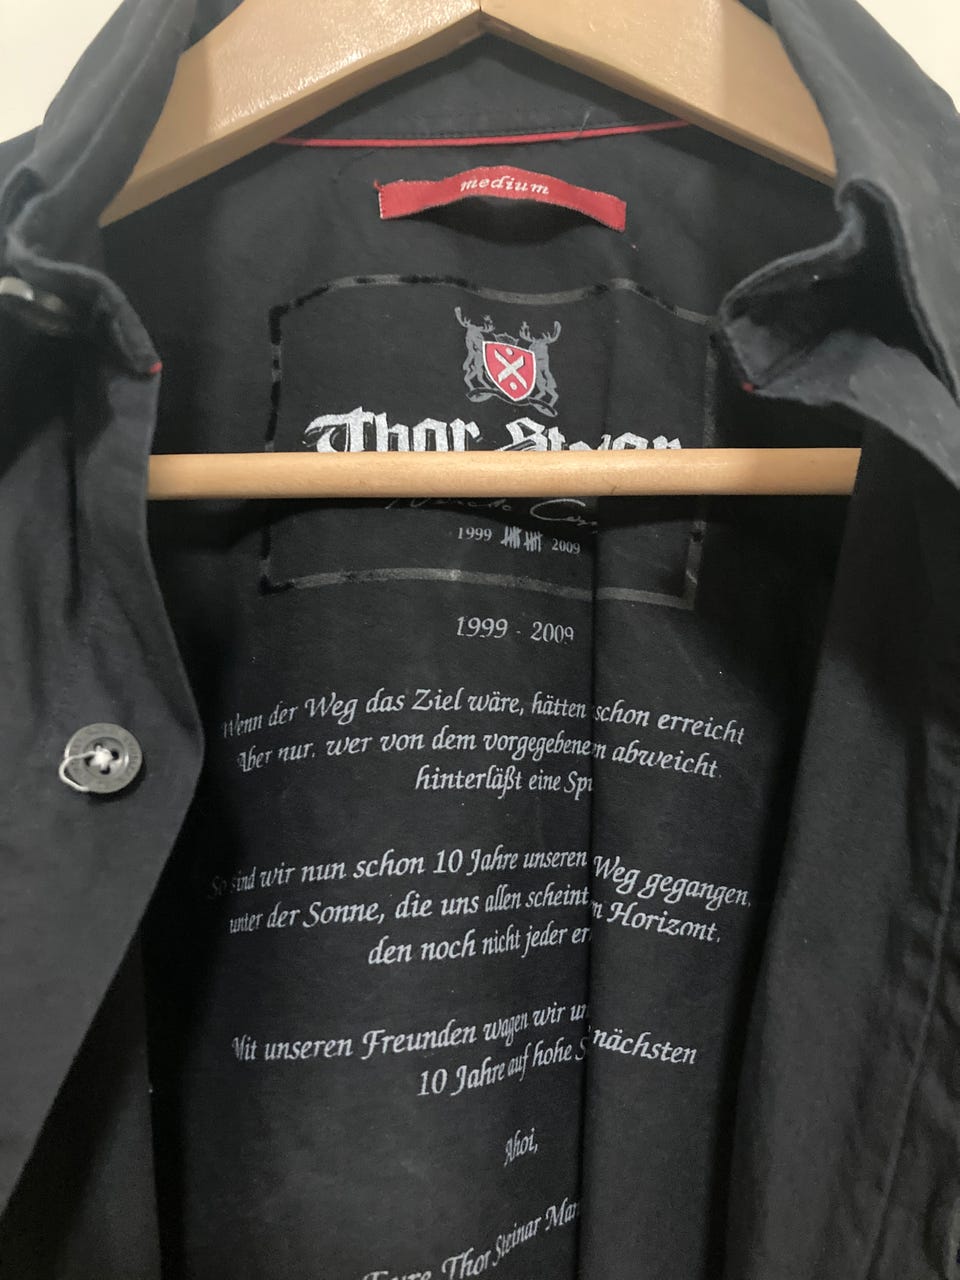 medium
Thor Steinar
1999 2009
1999 - 2009
Wenn der Weg das Ziel wäre, hätten schon erreicht
Aber nur, wer von dem vorgegebenen abweicht,
hinterläßt eine
So sind wir nun schon 10 Jahre unseren Weg gegangen,
unter der Sonne, die uns allen scheint Horizont,
den noch nicht jeder
Mit unseren Freunden wagen wir nächsten
10 Jahre auf hohe
Ahoi,
Eure Thor Steinar